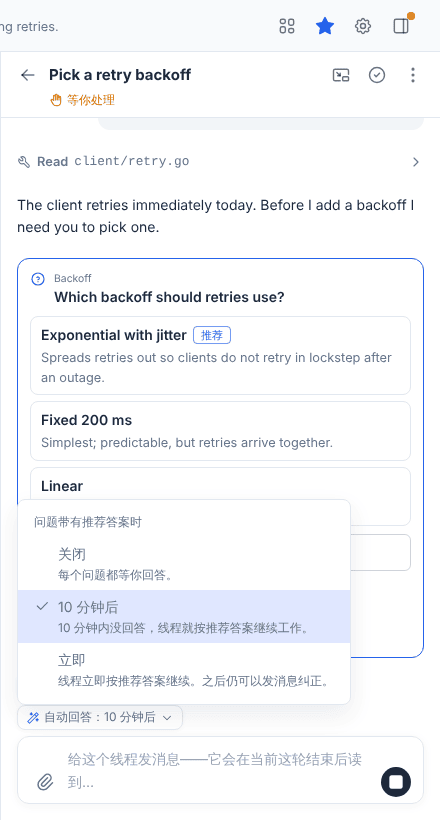 ng retries.
Pick a retry backoff
等你处理
Read client/retry.go
The client retries immediately today. Before I add a backoff I
need you to pick one.
Backoff
Which backoff should retries use?
Exponential with jitter 推荐
Spreads retries out so clients do not retry in lockstep after
an outage.
Fixed 200 ms
Simplest; predictable, but retries arrive together.
Linear
问题带有推荐答案时
关闭
每个问题都等你回答。
10 分钟后
10 分钟内没回答，线程就按推荐答案继续工作。
立即
线程立即按推荐答案继续。之后仍可以发消息纠正。
自动回答：10 分钟后
给这个线程发消息——它会在当前这轮结束后读
到...